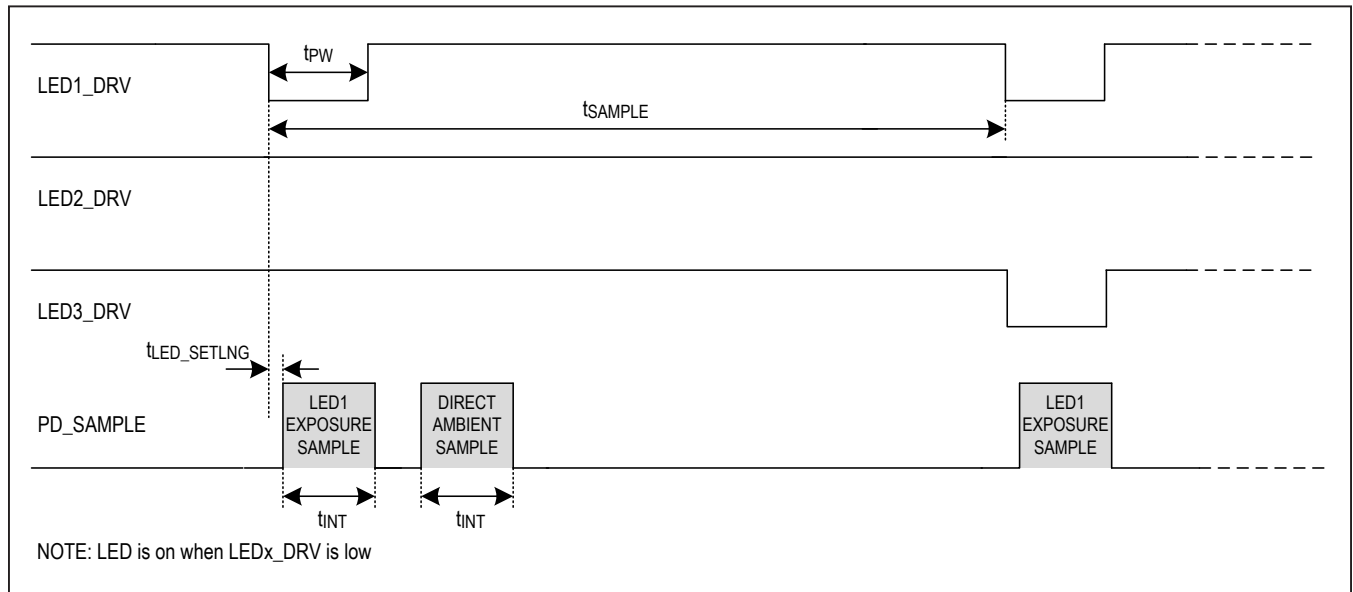 tPW
LED1_DRV
tSAMPLE
LED2_DRV
LED3_DRV
tLED_SETLNG
PD_SAMPLE
LED1
EXPOSURE
SAMPLE
DIRECT
AMBIENT
SAMPLE
LED1
EXPOSURE
SAMPLE
tINT
tINT
NOTE: LED is on when LEDx_DRV is low